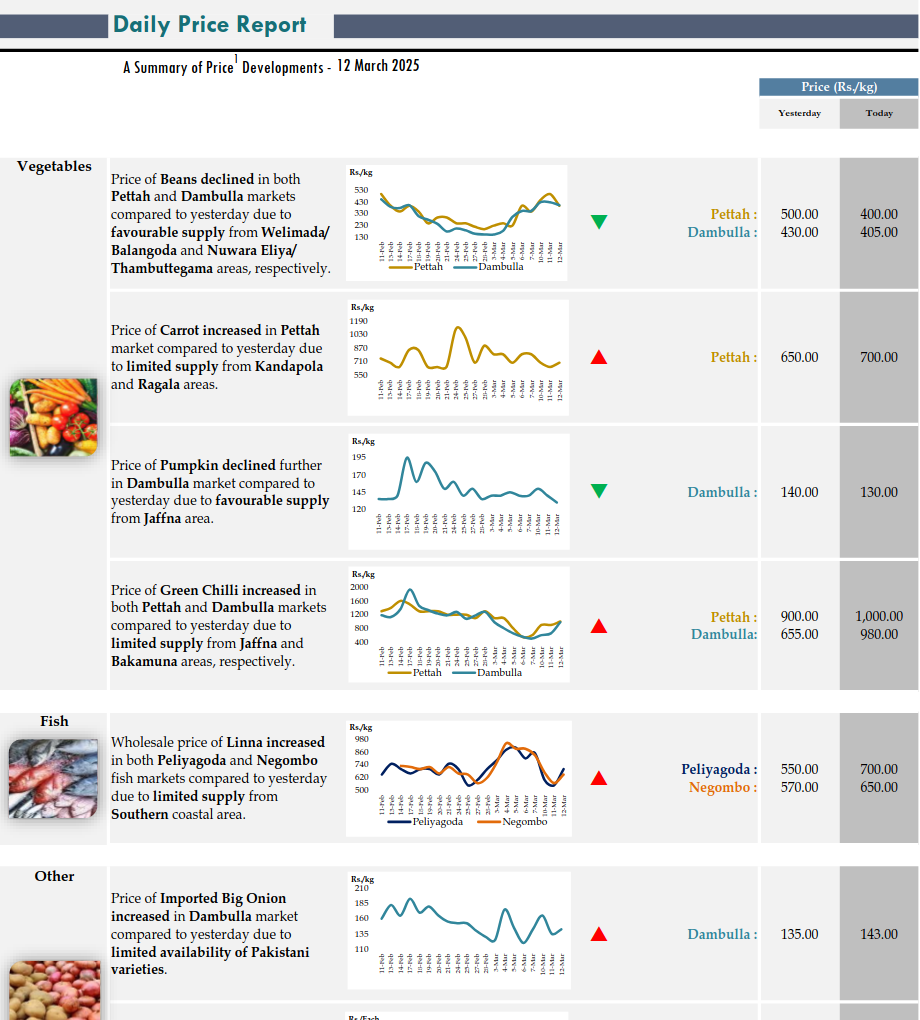 Daily Price Report
A Summary of Price1 Developments - 12 March 2025
Price (Rs./kg)
Yesterday Today
Vegetables
Price of Beans declined in both
Pettah and Dambulla markets
compared to yesterday due to
favourable supply from Welimada/
Balangoda and Nuwara Eliya/
Thambuttegama areas, respectively.
Rs./kg
530
430
330
230
130
11-Feb 13-Feb 14-Feb 17-Feb 18-Feb 19-Feb 20-Feb 21-Feb 24-Feb 25-Feb 27-Feb 28-Feb 3-Mar 4-Mar 5-Mar 6-Mar 7-Mar 10-Mar 11-Mar 12-Mar
Pettah Dambulla
Pettah : 500.00 400.00
Dambulla : 430.00 405.00
Price of Carrot increased in Pettah
market compared to yesterday due
to limited supply from Kandapola
and Ragala areas.
Rs./kg
1190
1030
870
710
550
11-Feb 13-Feb 14-Feb 17-Feb 18-Feb 19-Feb 20-Feb 21-Feb 24-Feb 25-Feb 27-Feb 28-Feb 3-Mar 4-Mar 5-Mar 6-Mar 7-Mar 10-Mar 11-Mar 12-Mar
Pettah : 650.00 700.00
Price of Pumpkin declined further
in Dambulla market compared to
yesterday due to favourable supply
from Jaffna area.
Rs./kg
195
170
145
120
11-Feb 13-Feb 14-Feb 17-Feb 18-Feb 19-Feb 20-Feb 21-Feb 24-Feb 25-Feb 27-Feb 28-Feb 3-Mar 4-Mar 5-Mar 6-Mar 7-Mar 10-Mar 11-Mar 12-Mar
Dambulla : 140.00 130.00
Price of Green Chilli increased in
both Pettah and Dambulla markets
compared to yesterday due to
limited supply from Jaffna and
Bakamuna areas, respectively.
Rs./kg
2000
1600
1200
800
400
11-Feb 13-Feb 14-Feb 17-Feb 18-Feb 19-Feb 20-Feb 21-Feb 24-Feb 25-Feb 27-Feb 28-Feb 3-Mar 4-Mar 5-Mar 6-Mar 7-Mar 10-Mar 11-Mar 12-Mar
Pettah Dambulla
Pettah : 900.00 1,000.00
Dambulla: 655.00 980.00
Fish
Wholesale price of Linna increased
in both Peliyagoda and Negombo
fish markets compared to yesterday
due to limited supply from
Southern coastal area.
Rs./kg
980
860
740
620
500
11-Feb 13-Feb 14-Feb 17-Feb 18-Feb 19-Feb 20-Feb 21-Feb 24-Feb 25-Feb 27-Feb 28-Feb 3-Mar 4-Mar 5-Mar 6-Mar 7-Mar 10-Mar 11-Mar 12-Mar
Peliyagoda Negombo
Peliyagoda : 550.00 700.00
Negombo : 570.00 650.00
Other
Price of Imported Big Onion
increased in Dambulla market
compared to yesterday due to
limited availability of Pakistani
varieties.
Rs./kg
210
185
160
135
110
11-Feb 13-Feb 14-Feb 17-Feb 18-Feb 19-Feb 20-Feb 21-Feb 24-Feb 25-Feb 27-Feb 28-Feb 3-Mar 4-Mar 5-Mar 6-Mar 7-Mar 10-Mar 11-Mar 12-Mar
Dambulla : 135.00 143.00
Rs./Each